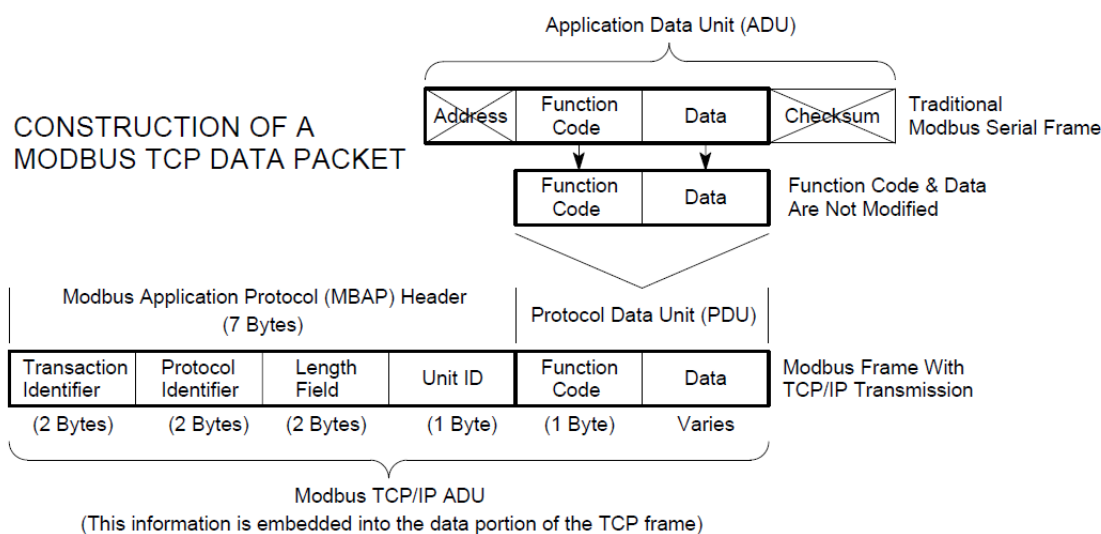 Application Data Unit (ADU)
CONSTRUCTION OF A
MODBUS TCP DATA PACKET
Address
Function
Code
Data
Checksum
Traditional
Modbus Serial Frame
Function
Code
Data
Function Code & Data
Are Not Modified
Modbus Application Protocol (MBAP) Header
(7 Bytes)
Protocol Data Unit (PDU)
Transaction
Identifier
Protocol
Identifier
Length
Field
Unit ID
Function
Code
Data
Modbus Frame With
TCP/IP Transmission
(2 Bytes)
(2 Bytes)
(2 Bytes)
(1 Byte)
(1 Byte)
Varies
Modbus TCP/IP ADU
(This information is embedded into the data portion of the TCP frame)